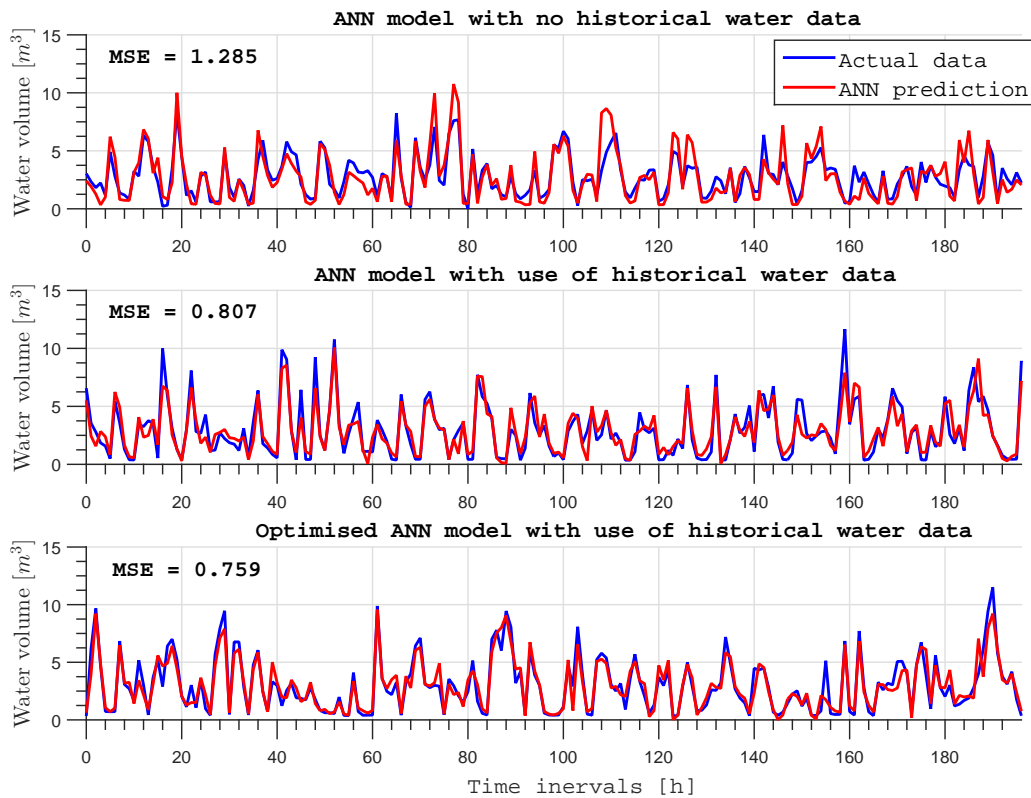 ANN model with no historical water data
Water volume [m³]
15
10
5
0
MSE = 1.285
Actual data
ANN prediction
0 20 40 60 80 100 120 140 160 180
ANN model with use of historical water data
Water volume [m³]
15
10
5
0
MSE = 0.807
0 20 40 60 80 100 120 140 160 180
Optimised ANN model with use of historical water data
Water volume [m³]
15
10
5
0
MSE = 0.759
0 20 40 60 80 100 120 140 160 180
Time inervals [h]